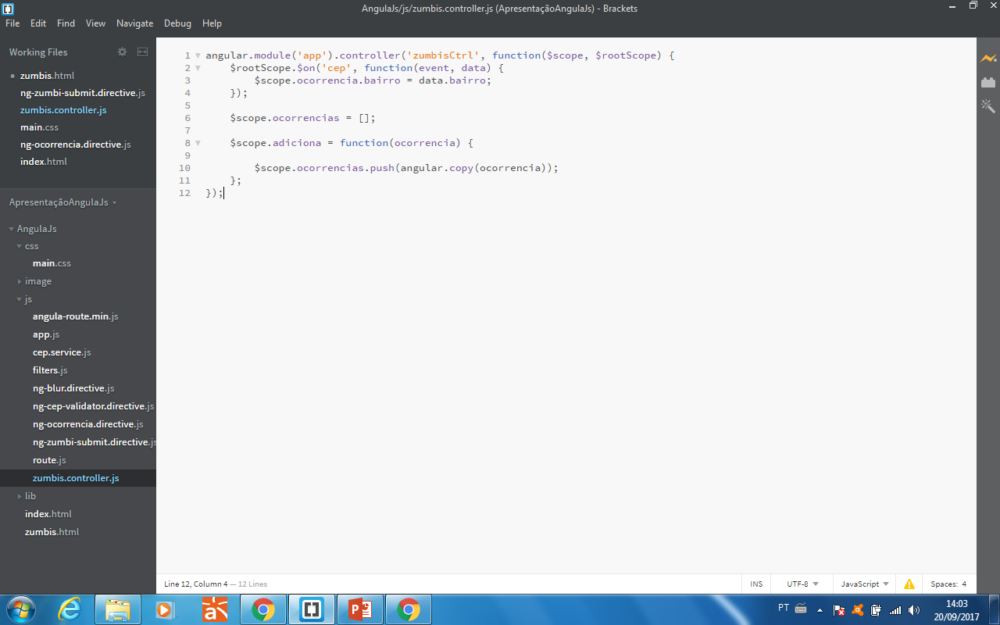 AngulaJs/js/zumbis.controller.js (ApresentaçãoAngulaJs) - Brackets
File Edit Find View Navigate Debug Help
Working Files
zumbis.html
ng-zumbi-submit.directive.js
zumbis.controller.js
main.css
ng-ocorrencia.directive.js
index.html
ApresentaçãoAngulaJs
AngulaJs
css
main.css
image
js
angula-route.min.js
app.js
cep.service.js
filters.js
ng-blur.directive.js
ng-cep-validator.directive.js
ng-ocorrencia.directive.js
ng-zumbi-submit.directive.js
route.js
zumbis.controller.js
lib
index.html
zumbis.html
1 angular.module('app').controller('zumbisCtrl', function($scope, $rootScope) {
2 $rootScope.$on('cep', function(event, data) {
3 $scope.ocorrencia.bairro = data.bairro;
4 });
5
6 $scope.ocorrencias = [];
7
8 $scope.adiciona = function(ocorrencia) {
9
10 $scope.ocorrencias.push(angular.copy(ocorrencia));
11 };
12 });
Line 12, Column 4 — 12 Lines
INS UTF-8 JavaScript Spaces: 4
PT
14:03
20/09/2017